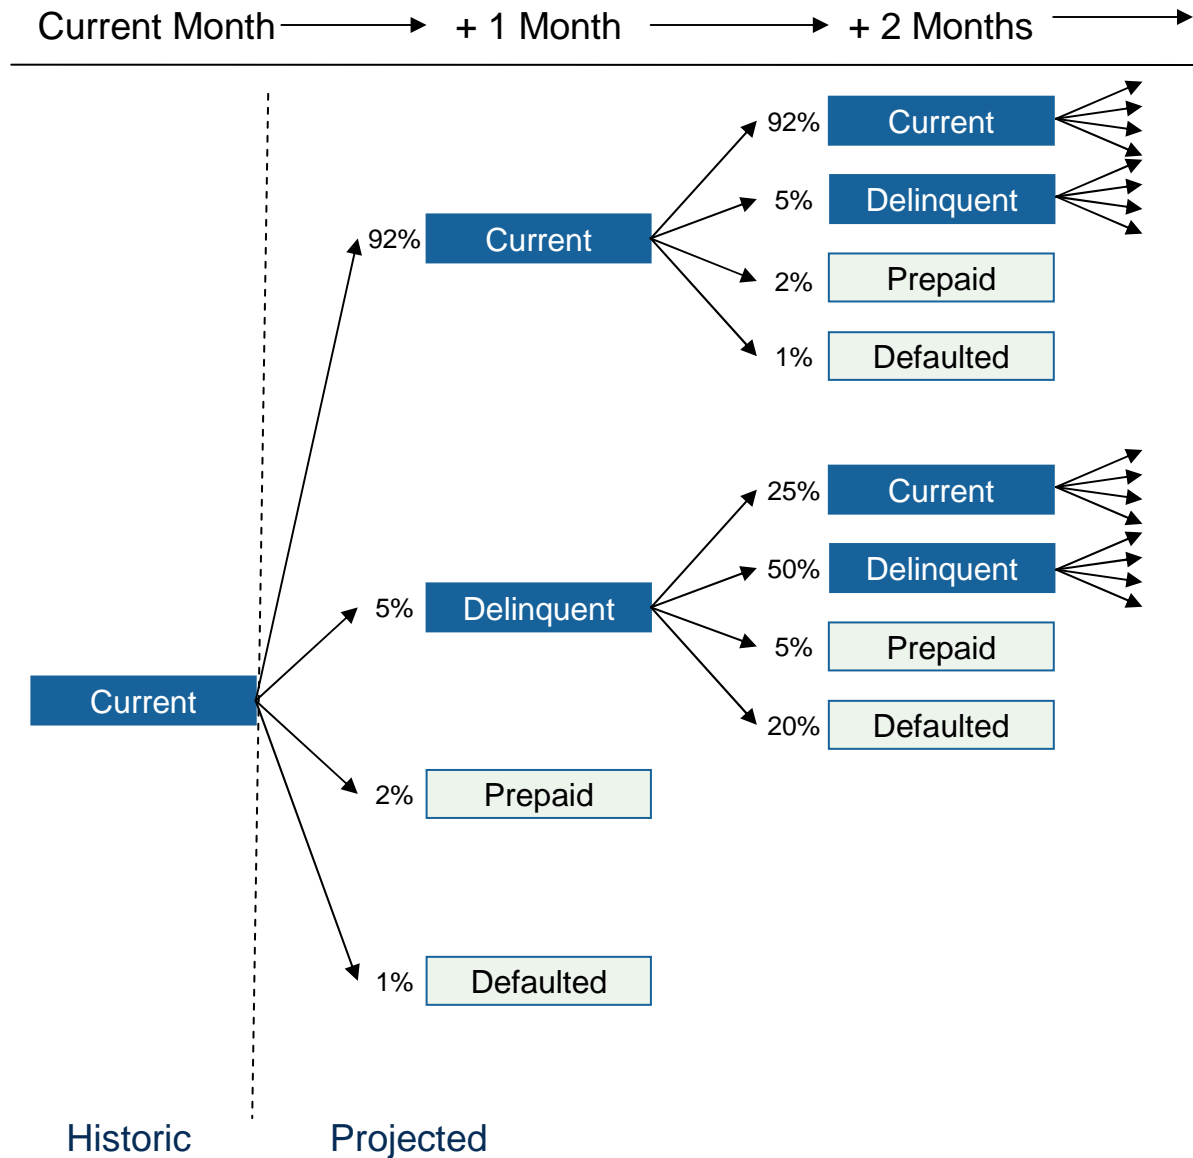 Current Month
+ 1 Month
+ 2 Months
92%
Current
5%
Delinquent
2%
Prepaid
1%
Defaulted
92%
Current
25%
Current
50%
Delinquent
5%
Prepaid
20%
Defaulted
5%
Delinquent
Current
2%
Prepaid
1%
Defaulted
Historic
Projected